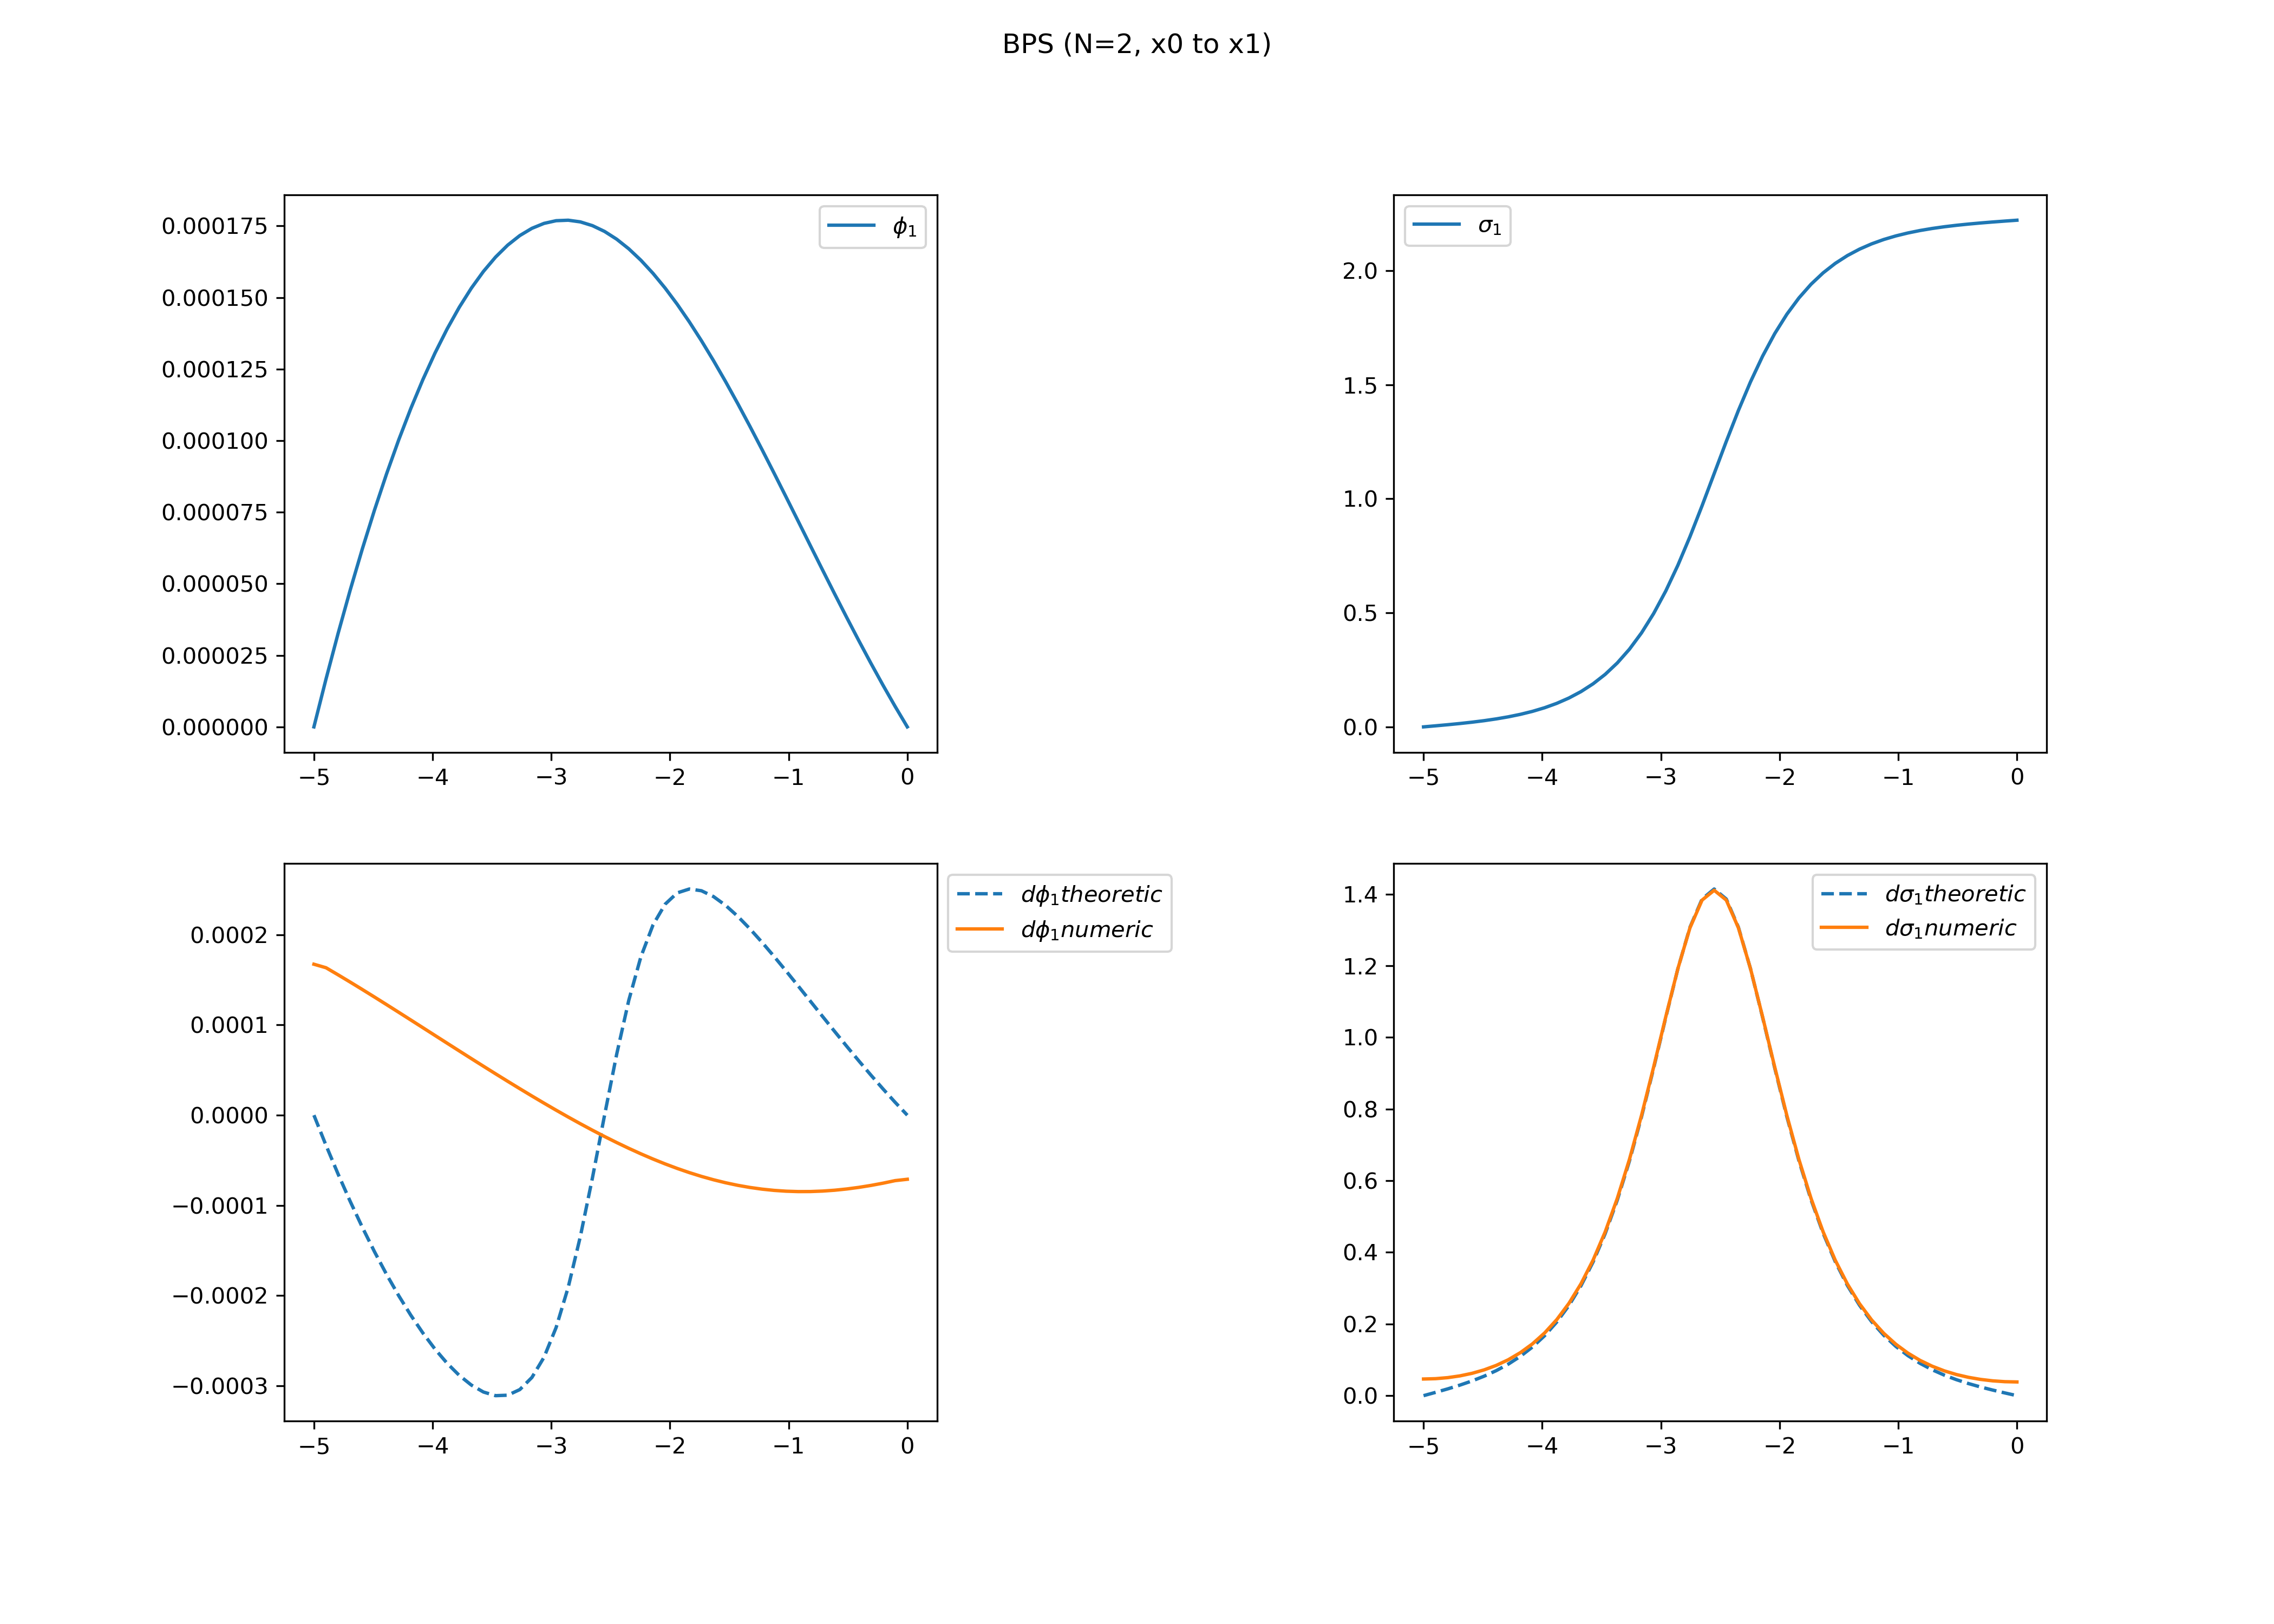 BPS (N=2, x0 to x1)
ϕ₁
0.000175
0.000150
0.000125
0.000100
0.000075
0.000050
0.000025
0.000000
−5 −4 −3 −2 −1 0
σ₁
2.0
1.5
1.0
0.5
0.0
−5 −4 −3 −2 −1 0
dϕ₁theoretic
dϕ₁numeric
0.0002
0.0001
0.0000
−0.0001
−0.0002
−0.0003
−5 −4 −3 −2 −1 0
dσ₁theoretic
dσ₁numeric
1.4
1.2
1.0
0.8
0.6
0.4
0.2
0.0
−5 −4 −3 −2 −1 0